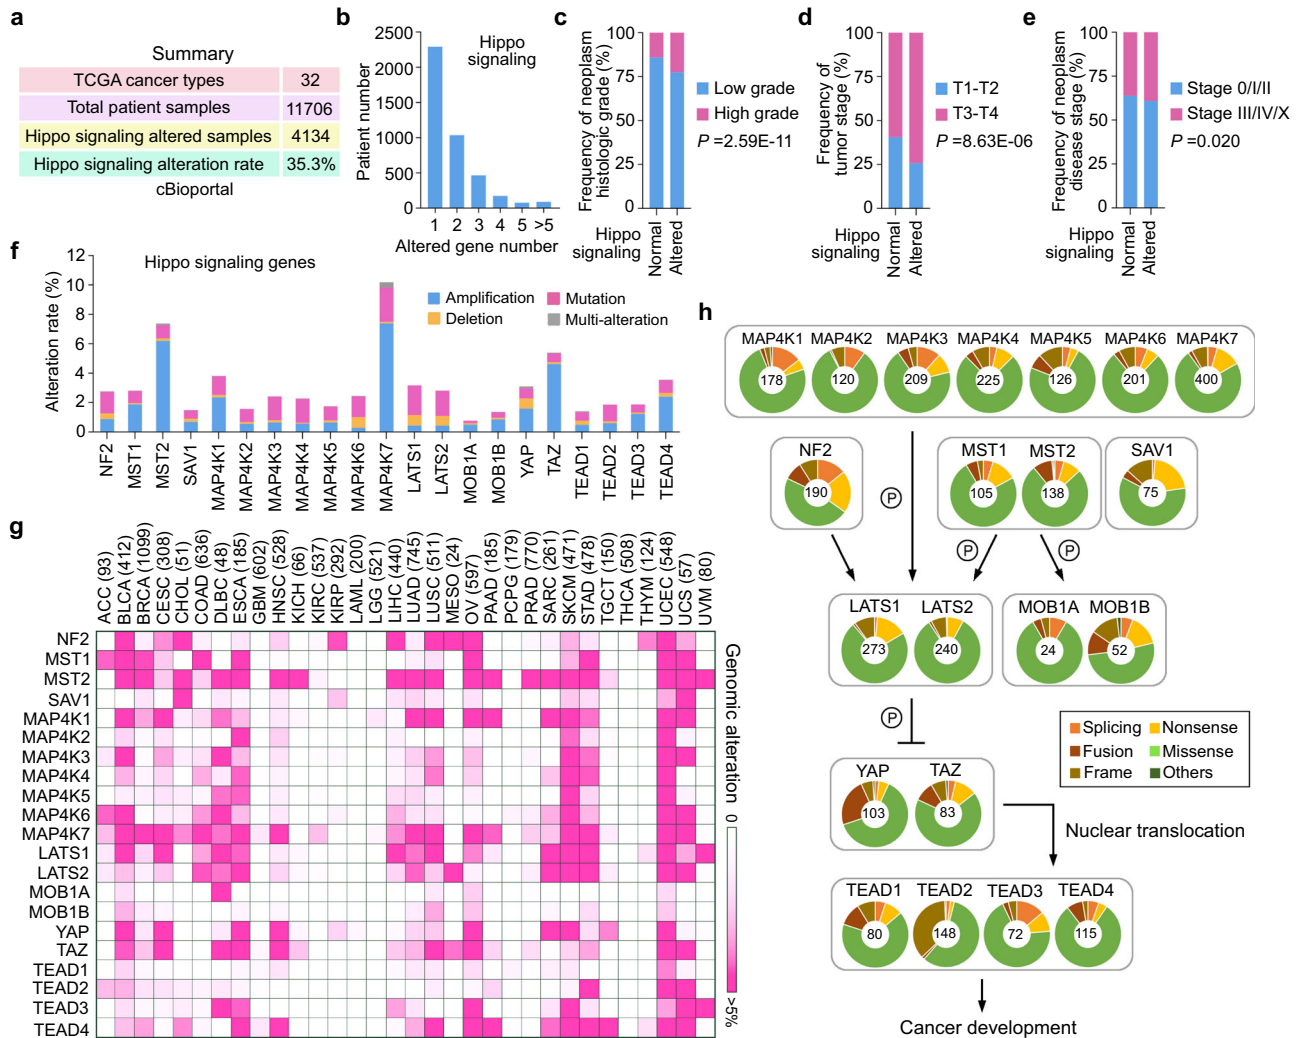 a
Summary
TCGA cancer types 32
Total patient samples 11706
Hippo signaling altered samples 4134
Hippo signaling alteration rate 35.3%
cBioportal
b
Hippo
signaling
Patient number
2500
2000
1500
1000
500
0
1 2 3 4 5 >5
Altered gene number
c
Frequency of neoplasm
histologic grade (%)
100
75
50
25
0
Low grade
High grade
P =2.59E-11
Hippo
signaling
Normal
Altered
d
Frequency of
tumor stage (%)
100
75
50
25
0
T1-T2
T3-T4
P =8.63E-06
Hippo
signaling
Normal
Altered
e
Frequency of neoplasm
disease stage (%)
100
75
50
25
0
Stage 0/I/II
Stage III/IV/X
P =0.020
Hippo
signaling
Normal
Altered
f
Hippo signaling genes
Alteration rate (%)
12
10
8
6
4
2
0
Amplification
Deletion
Mutation
Multi-alteration
NF2
MST1
MST2
SAV1
MAP4K1
MAP4K2
MAP4K3
MAP4K4
MAP4K5
MAP4K6
MAP4K7
LATS1
LATS2
MOB1A
MOB1B
YAP
TAZ
TEAD1
TEAD2
TEAD3
TEAD4
g
ACC (93)
BLCA (412)
BRCA (1099)
CESC (308)
CHOL (51)
COAD (636)
DLBC (48)
ESCA (185)
GBM (602)
HNSC (528)
KICH (66)
KIRC (537)
KIRP (292)
LAML (200)
LGG (521)
LIHC (440)
LUAD (745)
LUSC (511)
MESO (24)
OV (597)
PAAD (185)
PCPG (179)
PRAD (770)
SARC (261)
SKCM (471)
STAD (478)
TGCT (150)
THCA (508)
THYM (124)
UCEC (548)
UCS (57)
UVM (80)
NF2
MST1
MST2
SAV1
MAP4K1
MAP4K2
MAP4K3
MAP4K4
MAP4K5
MAP4K6
MAP4K7
LATS1
LATS2
MOB1A
MOB1B
YAP
TAZ
TEAD1
TEAD2
TEAD3
TEAD4
Genomic alteration
0
>5%
h
MAP4K1 MAP4K2 MAP4K3 MAP4K4 MAP4K5 MAP4K6 MAP4K7
178 120 209 225 126 201 400
NF2 MST1 MST2 SAV1
190 105 138 75
P
P
P
LATS1 LATS2 MOB1A MOB1B
273 240 24 52
P
Splicing
Fusion
Frame
Nonsense
Missense
Others
YAP TAZ
103 83
Nuclear translocation
TEAD1 TEAD2 TEAD3 TEAD4
80 148 72 115
Cancer development